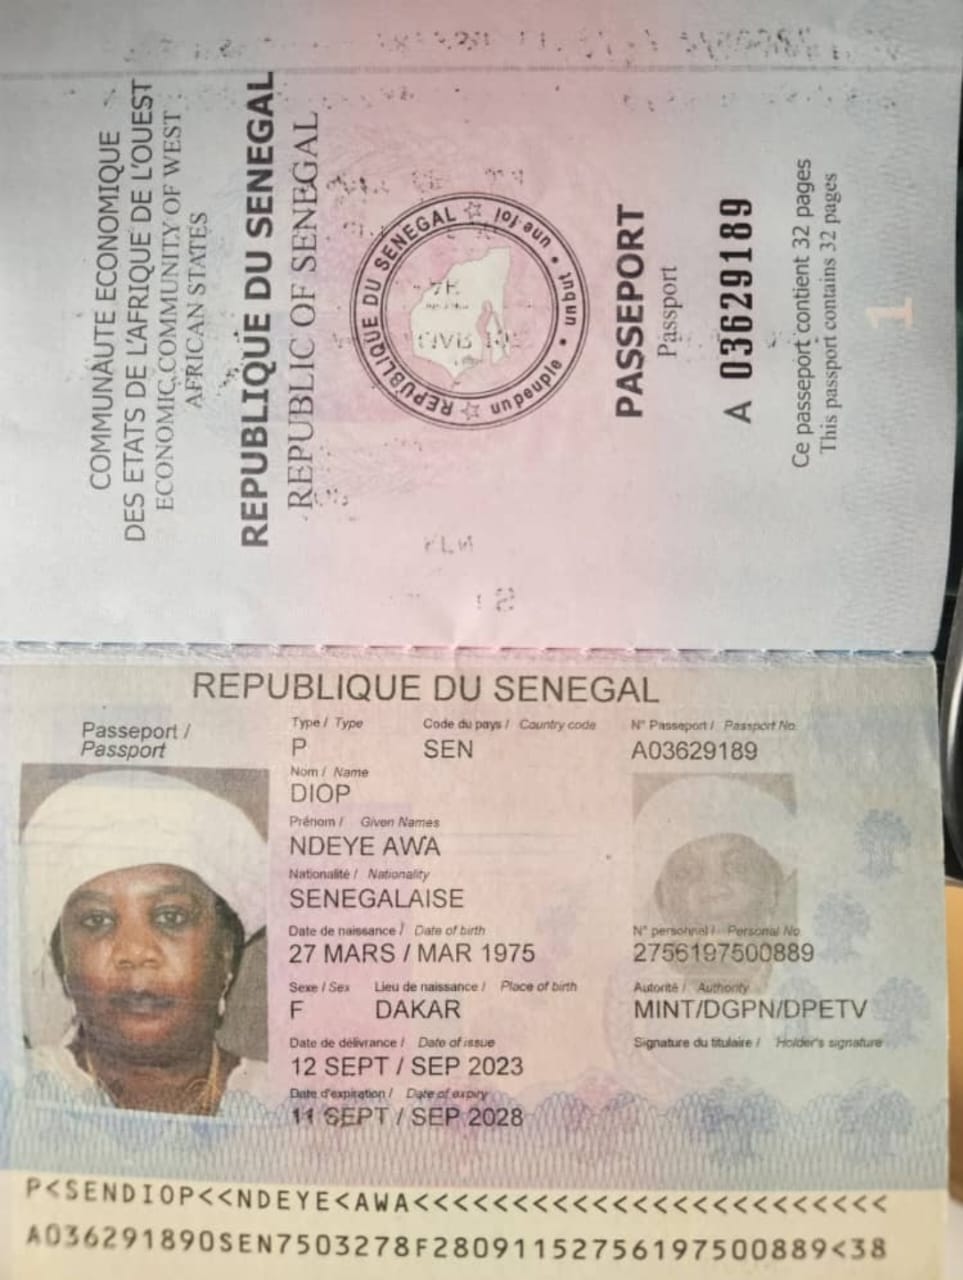 COMMUNAUTE ECONOMIQUE
DES ETATS DE L'AFRIQUE DE L'OUEST
ECONOMIC COMMUNITY OF WEST
AFRICAN STATES
REPUBLIQUE DU SENEGAL
REPUBLIC OF SENEGAL
REPUBLIQUE DU SENEGAL
un peuple • un but • une foi
PASSEPORT
Passport
A 03629189
Ce passeport contient 32 pages
This passport contains 32 pages
1
REPUBLIQUE DU SENEGAL
Passeport /
Passport
Type / Type
Code du pays / Country code
N° Passeport / Passport No.
P
SEN
A03629189
Nom / Name
DIOP
Prénom / Given Names
NDEYE AWA
Nationalité / Nationality
SENEGALAISE
Date de naissance / Date of birth
N° personnel / Personal No.
27 MARS / MAR 1975
2756197500889
Sexe / Sex
Lieu de naissance / Place of birth
Autorité / Authority
F
DAKAR
MINT/DGPN/DPETV
Date de délivrance / Date of issue
Signature du titulaire / Holder's signature
12 SEPT / SEP 2023
Date d'expiration / Date of expiry
11 SEPT / SEP 2028
P<SENDIOP<<NDEYE<AWA<<<<<<<<<<<<<<<<<<<<<<<<
A036291890SEN7503278F28091152756197500889<38